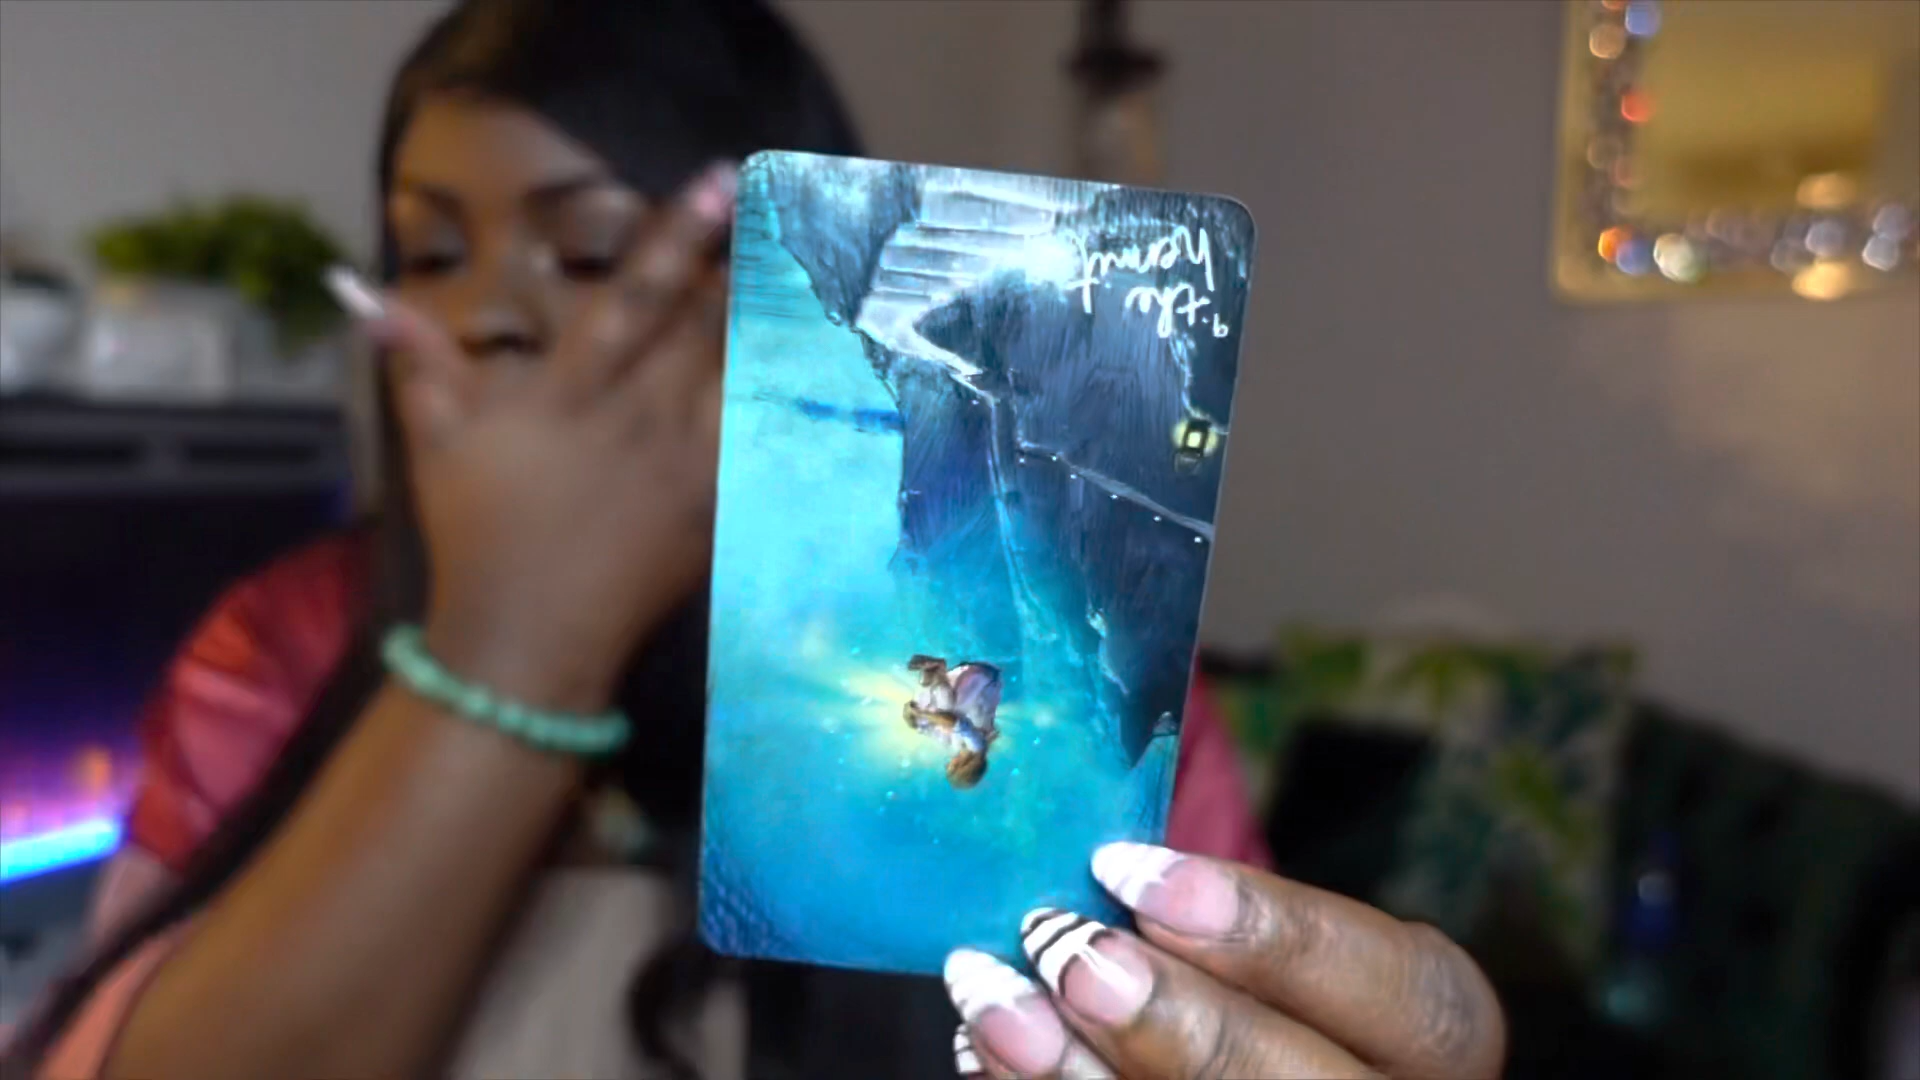 9. the
hermit